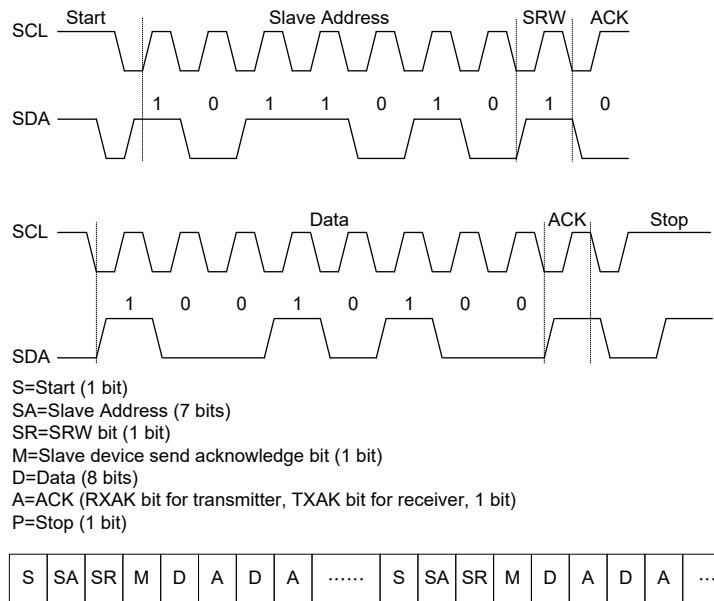 Start Slave Address SRW ACK
SCL
1 0 1 1 0 1 0 1 0
SDA
SCL Data ACK Stop
1 0 0 1 0 1 0 0
SDA
S=Start (1 bit)
SA=Slave Address (7 bits)
SR=SRW bit (1 bit)
M=Slave device send acknowledge bit (1 bit)
D=Data (8 bits)
A=ACK (RXAK bit for transmitter, TXAK bit for receiver, 1 bit)
P=Stop (1 bit)
S SA SR M D A D A ...... S SA SR M D A D A ...